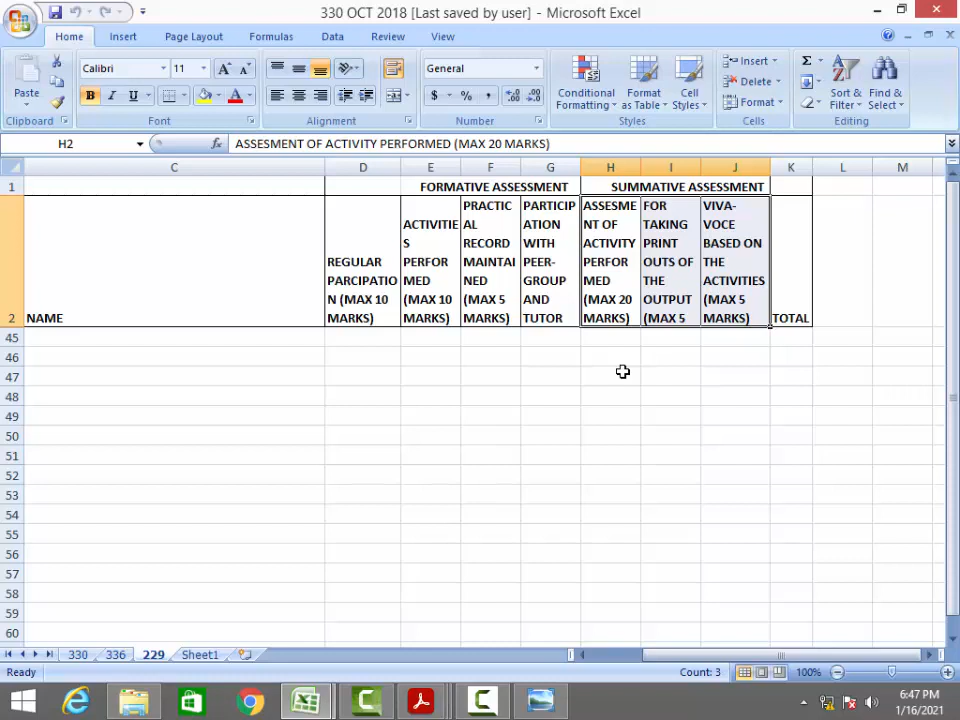 330 OCT 2018 [Last saved by user] - Microsoft Excel
Home Insert Page Layout Formulas Data Review View
Paste
Calibri 11
General
B I U
A A
$ % ,
Conditional Formatting
Format as Table
Cell Styles
Insert
Delete
Format
Σ
Sort & Filter
Find & Select
Clipboard Font Alignment Number Styles Cells Editing
H2 fx ASSESMENT OF ACTIVITY PERFORMED (MAX 20 MARKS)
C D E F G H I J K L M
1 FORMATIVE ASSESSMENT SUMMATIVE ASSESSMENT
2
NAME
REGULAR
PARCIPATIO
N (MAX 10
MARKS)
ACTIVITIE
S
PERFOR
MED
(MAX 10
MARKS)
PRACTIC
AL
RECORD
MAINTAI
NED
(MAX 5
MARKS)
PARTICIP
ATION
WITH
PEER-
GROUP
AND
TUTOR
ASSESME
NT OF
ACTIVITY
PERFOR
MED
(MAX 20
MARKS)
FOR
TAKING
PRINT
OUTS OF
THE
OUTPUT
(MAX 5
VIVA-
VOCE
BASED ON
THE
ACTIVITIES
(MAX 5
MARKS)
TOTAL
45
46
47
48
49
50
51
52
53
54
55
56
57
58
59
60
330 336 229 Sheet1
Ready Count: 3 100%
6:47 PM
1/16/2021